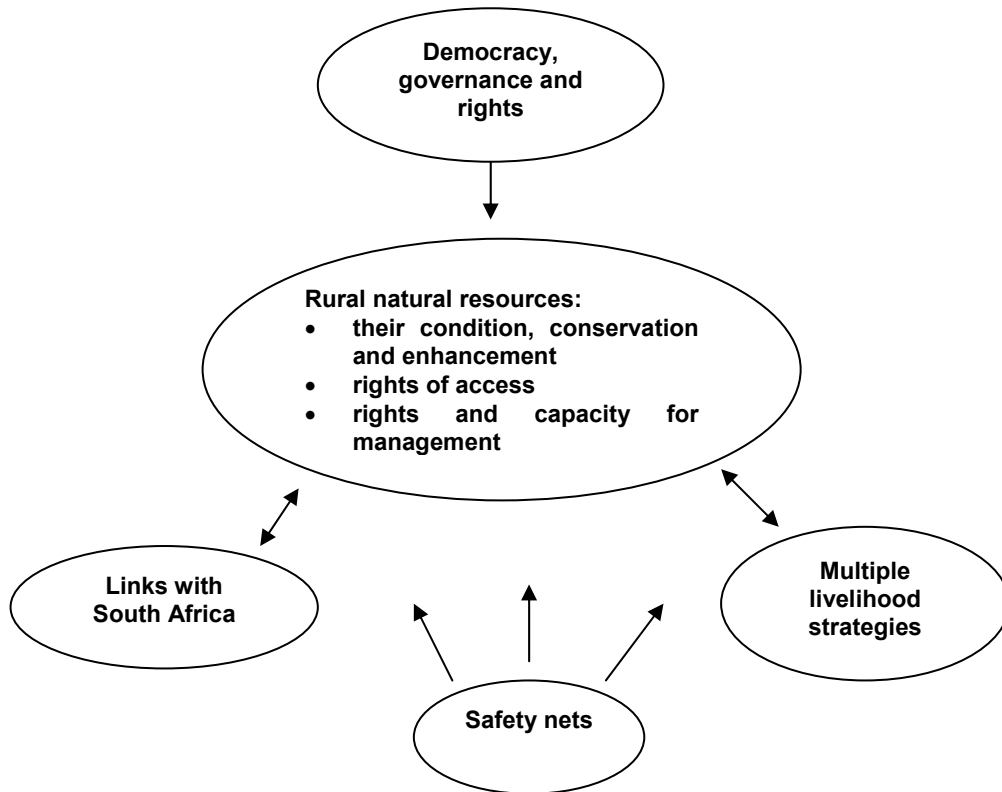 Democracy,
governance and
rights
Rural natural resources:
• their condition, conservation
and enhancement
• rights of access
• rights and capacity for
management
Links with
South Africa
Multiple
livelihood
strategies
Safety nets